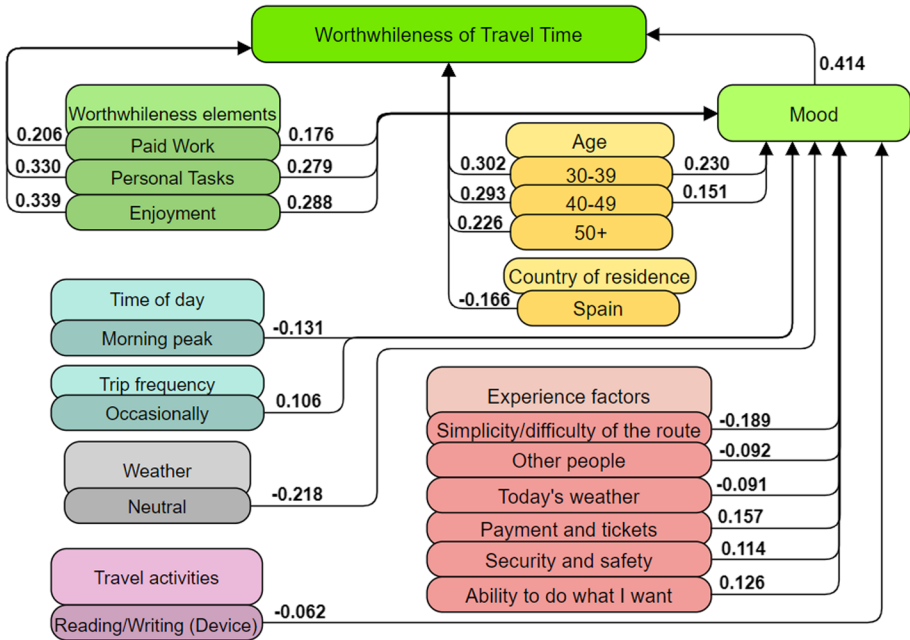 Worthwhileness of Travel Time
0.414
Worthwhileness elements
Mood
0.206 Paid Work 0.176
0.330 Personal Tasks 0.279
0.339 Enjoyment 0.288
Age
0.302 30-39 0.230
0.293 40-49 0.151
0.226 50+
Country of residence
-0.166 Spain
Time of day
Morning peak -0.131
Trip frequency
Occasionally 0.106
Weather
Neutral -0.218
Experience factors
Simplicity/difficulty of the route -0.189
Other people -0.092
Today's weather -0.091
Payment and tickets 0.157
Security and safety 0.114
Ability to do what I want 0.126
Travel activities
Reading/Writing (Device) -0.062